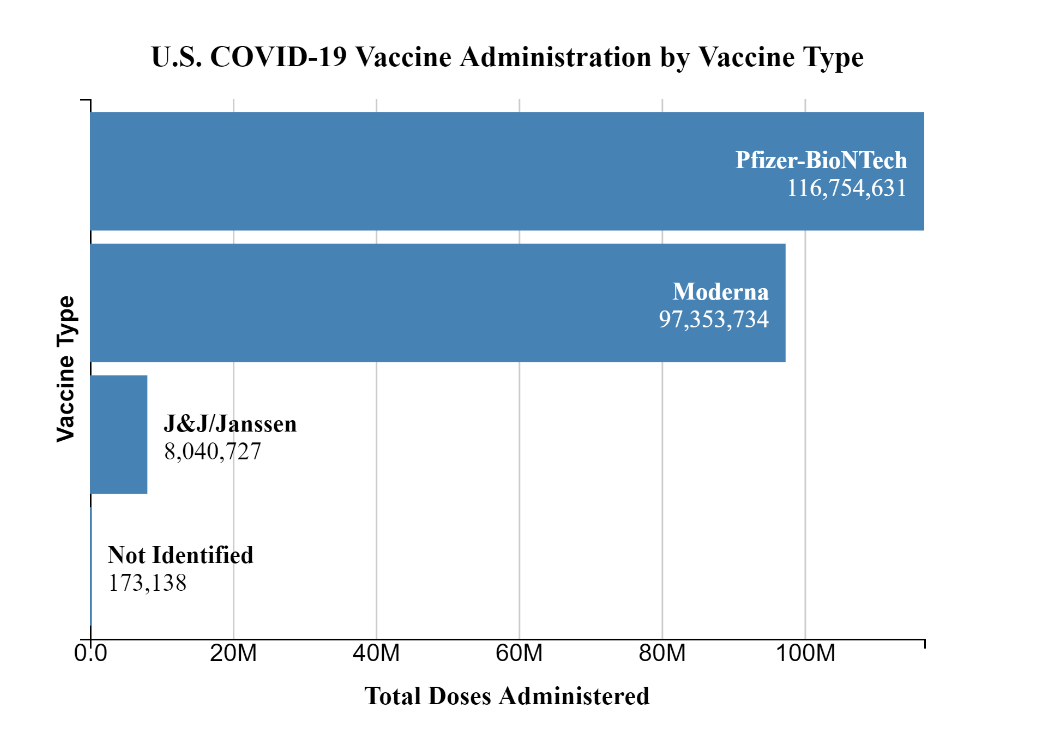 U.S. COVID-19 Vaccine Administration by Vaccine Type
Pfizer-BioNTech
116,754,631
Moderna
97,353,734
J&J/Janssen
8,040,727
Not Identified
173,138
Vaccine Type
0.0 20M 40M 60M 80M 100M
Total Doses Administered